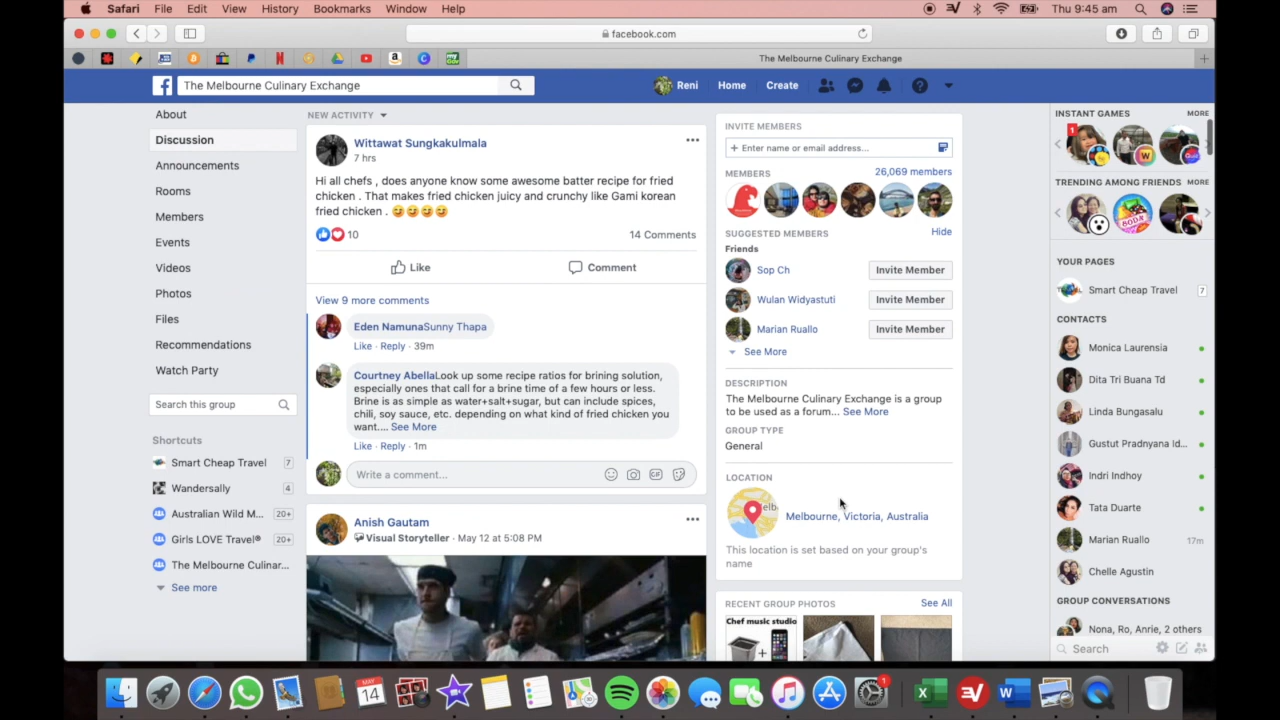 Safari File Edit View History Bookmarks Window Help Thu 9:45 am
facebook.com
The Melbourne Culinary Exchange
The Melbourne Culinary Exchange Reni Home Create
About
Discussion
Announcements
Rooms
Members
Events
Videos
Photos
Files
Recommendations
Watch Party
Search this group
Shortcuts
Smart Cheap Travel 7
Wandersally 4
Australian Wild M... 20+
Girls LOVE Travel® 20+
The Melbourne Culinar...
See more
NEW ACTIVITY
Wittawat Sungkakulmala
7 hrs
Hi all chefs , does anyone know some awesome batter recipe for fried
chicken . That makes fried chicken juicy and crunchy like Gami korean
fried chicken . 😋😋😋😋
10 14 Comments
Like Comment
View 9 more comments
Eden NamunaSunny Thapa
Like · Reply · 39m
Courtney AbellaLook up some recipe ratios for brining solution,
especially ones that call for a brine time of a few hours or less.
Brine is as simple as water+salt+sugar, but can include spices,
chili, soy sauce, etc. depending on what kind of fried chicken you
want.... See More
Like · Reply · 1m
Write a comment...
GIF
Anish Gautam
Visual Storyteller · May 12 at 5:08 PM
INVITE MEMBERS
+ Enter name or email address...
MEMBERS 26,069 members
SUGGESTED MEMBERS Hide
Friends
Sop Ch Invite Member
Wulan Widyastuti Invite Member
Marian Ruallo Invite Member
See More
DESCRIPTION
The Melbourne Culinary Exchange is a group
to be used as a forum... See More
GROUP TYPE
General
LOCATION
elb
Melbourne, Victoria, Australia
This location is set based on your group's
name
RECENT GROUP PHOTOS See All
Chef music studio
INSTANT GAMES MORE
1
TRENDING AMONG FRIENDS MORE
SODA
YOUR PAGES
Smart Cheap Travel 7
CONTACTS
Monica Laurensia
Dita Tri Buana Td
Linda Bungasalu
Gustut Pradnyana Id...
Indri Indhoy
Tata Duarte
Marian Ruallo 17m
Chelle Agustin
GROUP CONVERSATIONS
Nona, Ro, Anrie, 2 others
Search
MAY
14
1